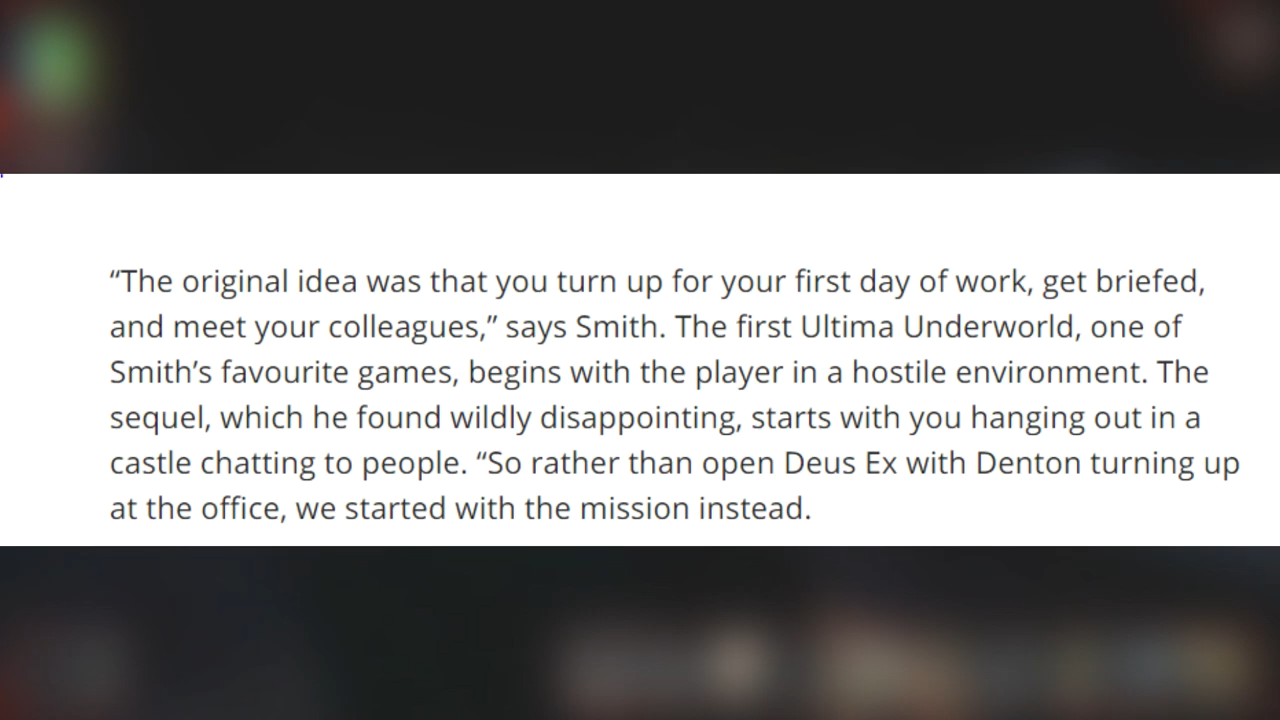 “The original idea was that you turn up for your first day of work, get briefed,
and meet your colleagues,” says Smith. The first Ultima Underworld, one of
Smith’s favourite games, begins with the player in a hostile environment. The
sequel, which he found wildly disappointing, starts with you hanging out in a
castle chatting to people. “So rather than open Deus Ex with Denton turning up
at the office, we started with the mission instead.